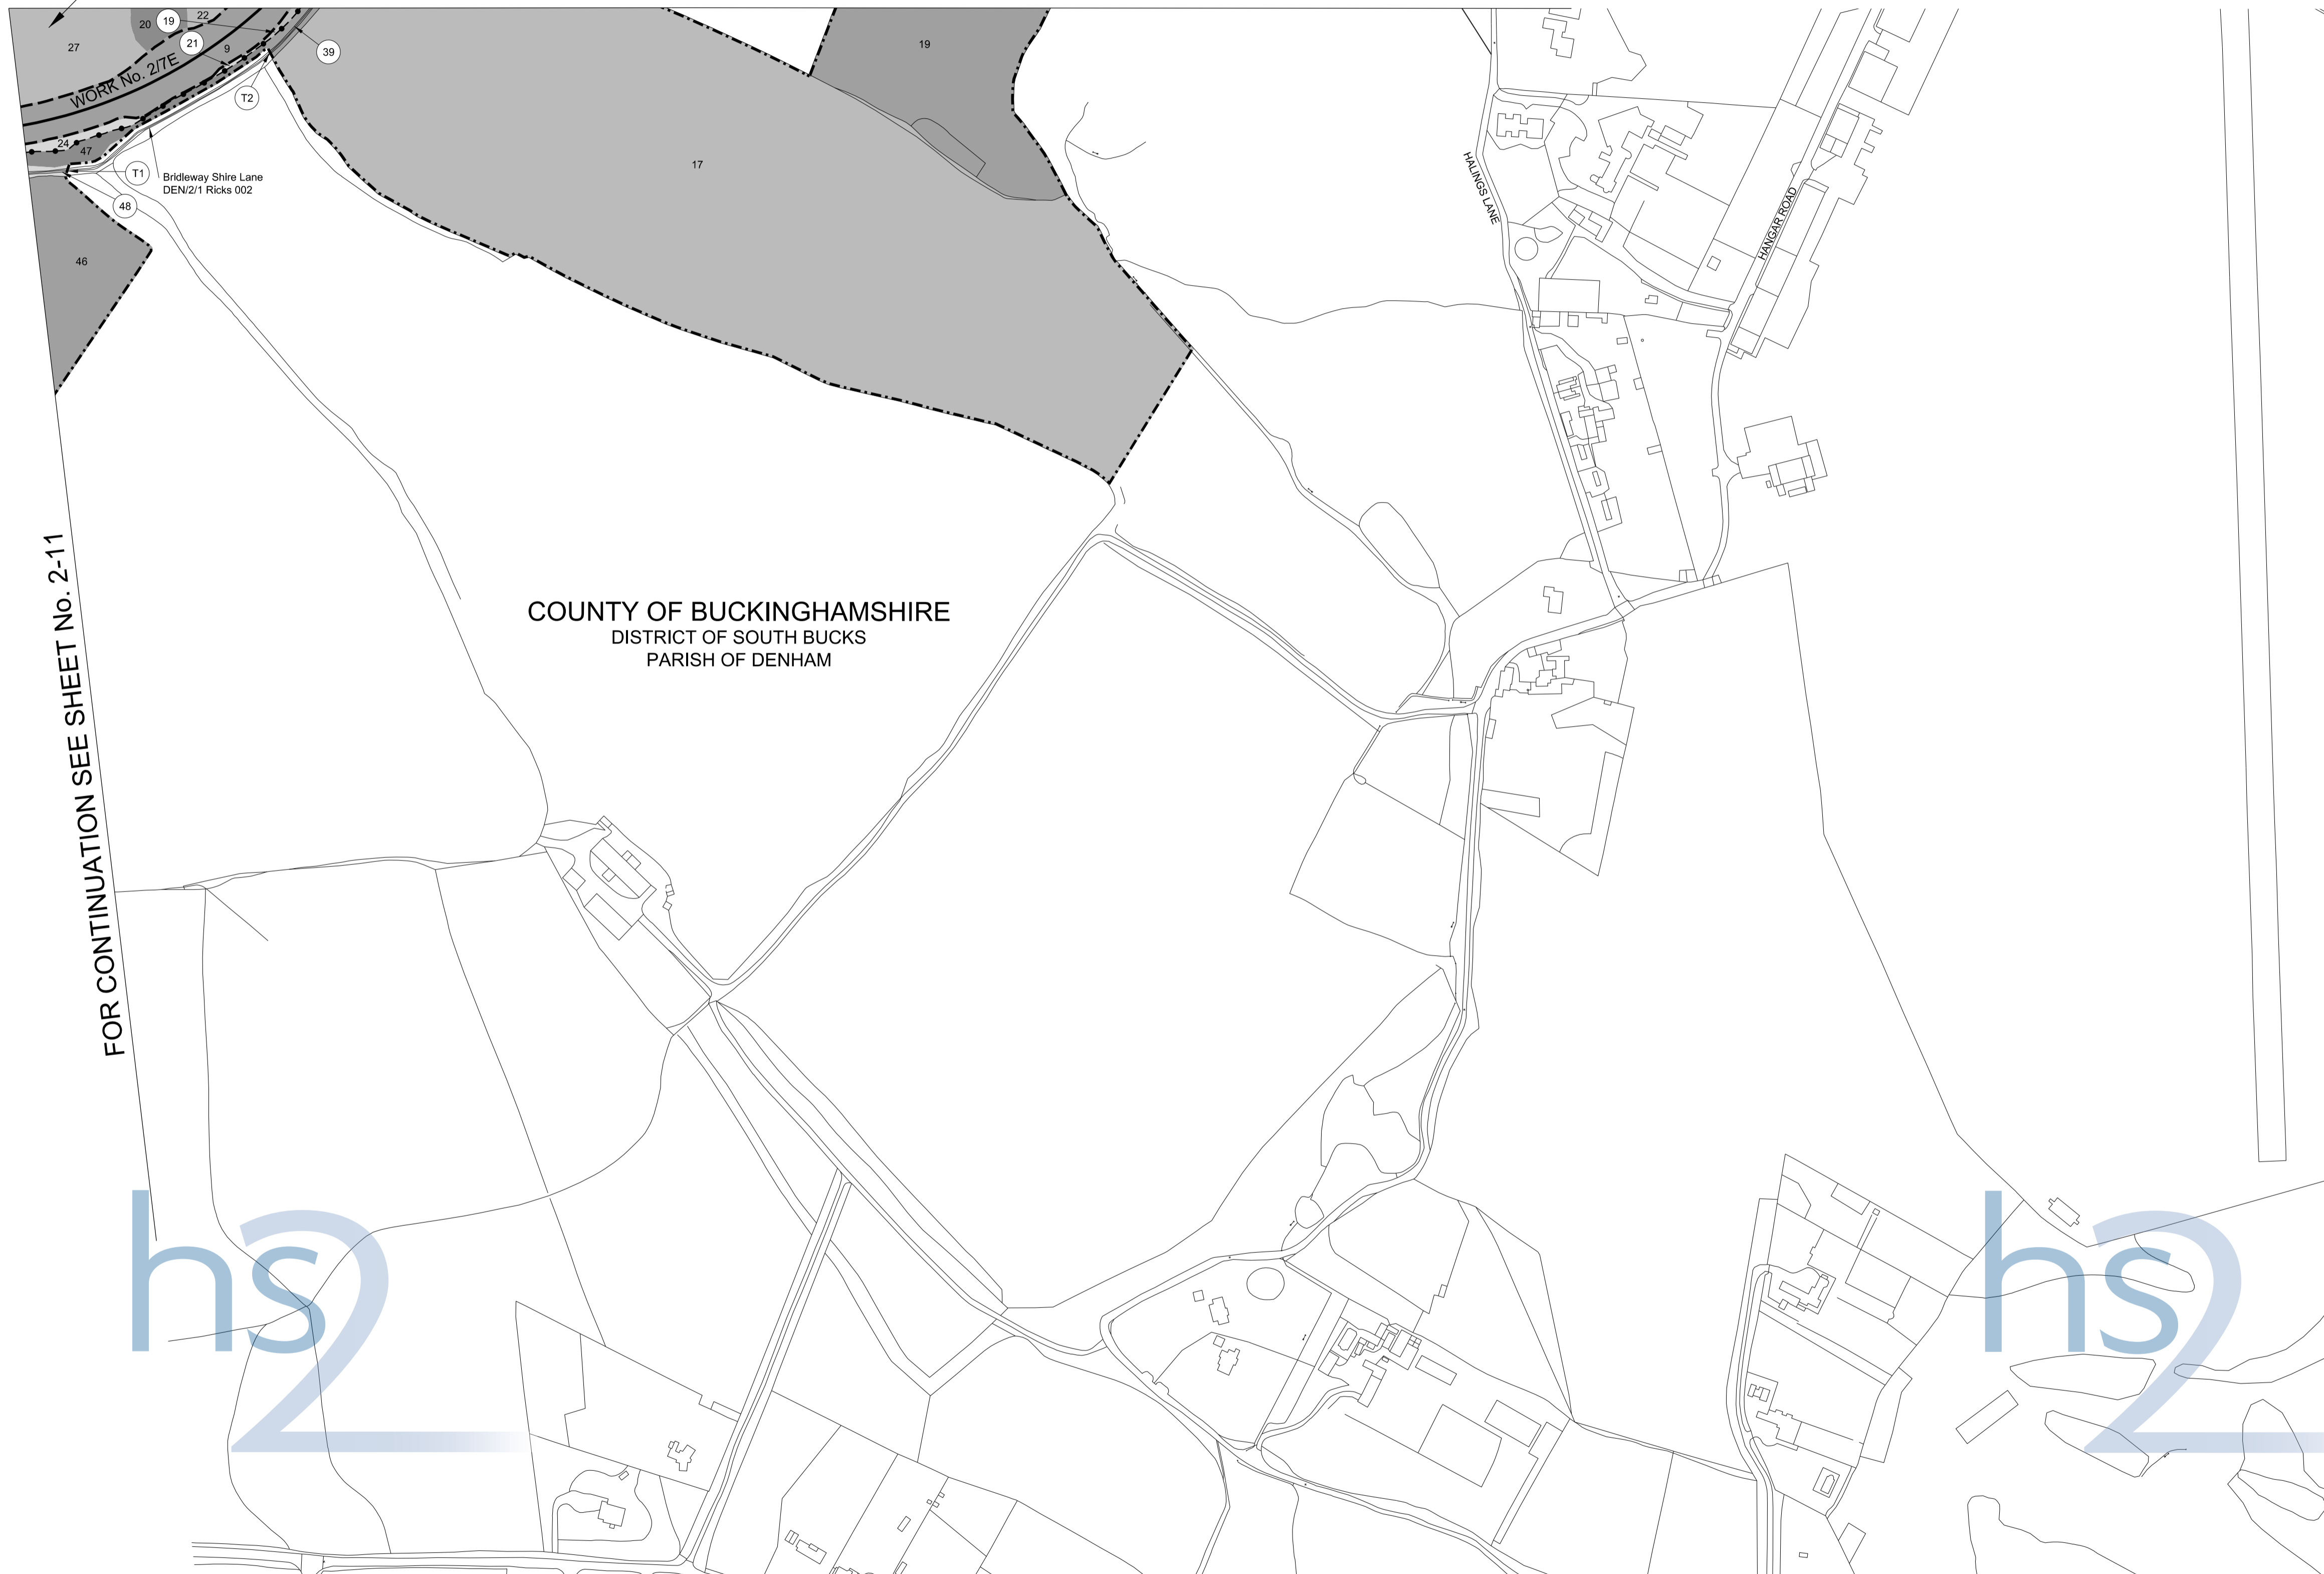 20
19
22
27
21
9
39
19
WORK No. 2/7E
T2
24
47
17
T1
Bridleway Shire Lane
DEN/2/1 Ricks 002
48
46
HALINGS LANE
HANGAR ROAD
COUNTY OF BUCKINGHAMSHIRE
DISTRICT OF SOUTH BUCKS
PARISH OF DENHAM
FOR CONTINUATION SEE SHEET No. 2-11
hs2
hs2